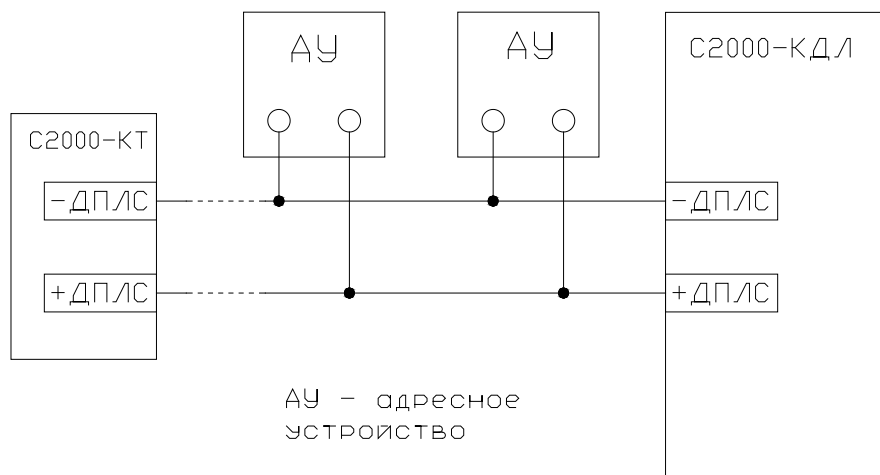 АУ
АУ
С2000-КДЛ
С2000-КТ
-ДПЛС
-ДПЛС
+ДПЛС
+ДПЛС
АУ - адресное
устройство